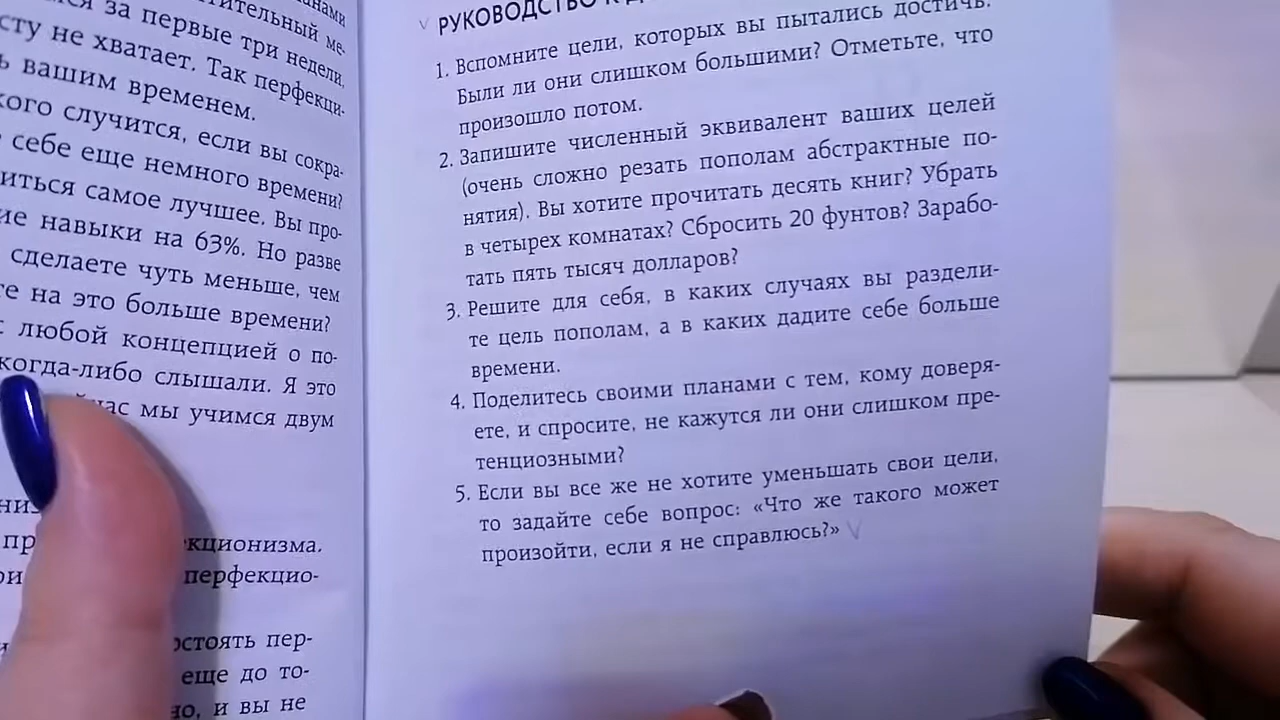 за первые три недели,
сту не хватает. Так перфекци-
вашим временем.
кого случится, если вы сокра-
себе еще немного времени?
иться самое лучшее. Вы про-
ие навыки на 63%. Но разве
сделаете чуть меньше, чем
те на это больше времени?
любой концепцией о по-
когда-либо слышали. Я это
час мы учимся двум
кционизма.
перфекцио-
остоять пер-
еще до то-
но, и вы не
РУКОВОДСТВО К Д
1. Вспомните цели, которых вы пытались достичь.
Были ли они слишком большими? Отметьте, что
произошло потом.
2. Запишите численный эквивалент ваших целей
(очень сложно резать пополам абстрактные по-
нятия). Вы хотите прочитать десять книг? Убрать
в четырех комнатах? Сбросить 20 фунтов? Зарабо-
тать пять тысяч долларов?
3. Решите для себя, в каких случаях вы раздели-
те цель пополам, а в каких дадите себе больше
времени.
4. Поделитесь своими планами с тем, кому доверя-
ете, и спросите, не кажутся ли они слишком пре-
тенциозными?
5. Если вы все же не хотите уменьшать свои цели,
то задайте себе вопрос: «Что же такого может
произойти, если я не справлюсь?»